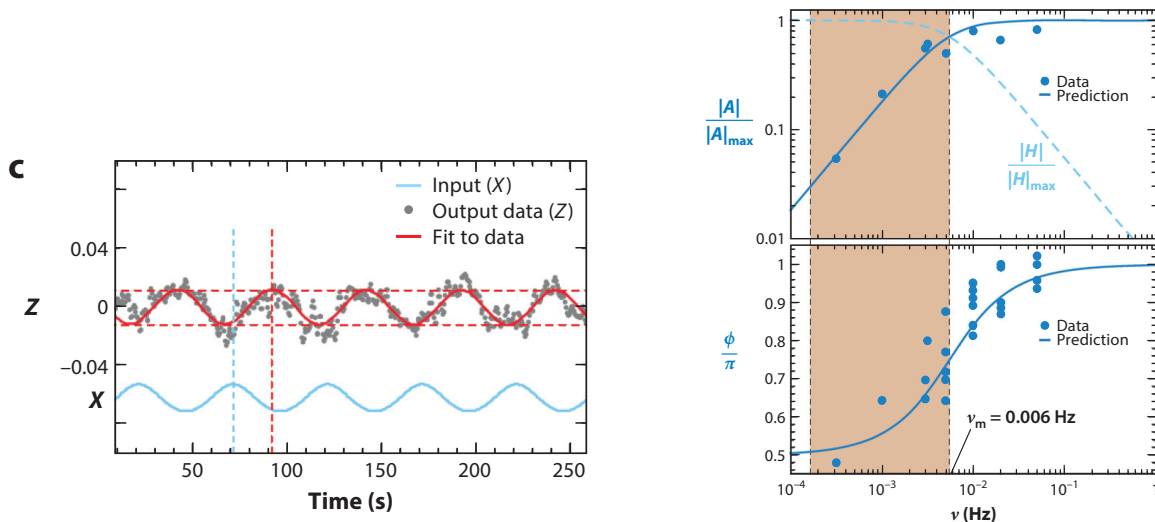 c
Input (X)
Output data (Z)
Fit to data
0.04
0
−0.04
Z
X
50
100
150
200
250
Time (s)
1
0.1
0.01
|A|
|A|max
Data
Prediction
|H|
|H|max
1
0.9
0.8
0.7
0.6
0.5
ϕ
π
Data
Prediction
νm = 0.006 Hz
10−4
10−3
10−2
10−1
1
ν (Hz)